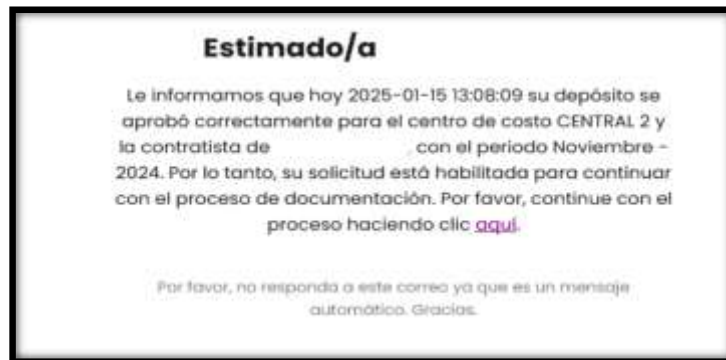 Estimado/a
Le informamos que hoy 2025-01-15 13:08:09 su depósito se
aprobó correctamente para el centro de costo CENTRAL 2 y
la contratista de , con el periodo Noviembre -
2024. Por lo tanto, su solicitud está habilitada para continuar
con el proceso de documentación. Por favor, continue con el
proceso haciendo clic aquí.
Por favor, no responda a este correo ya que es un mensaje
automático. Gracias.